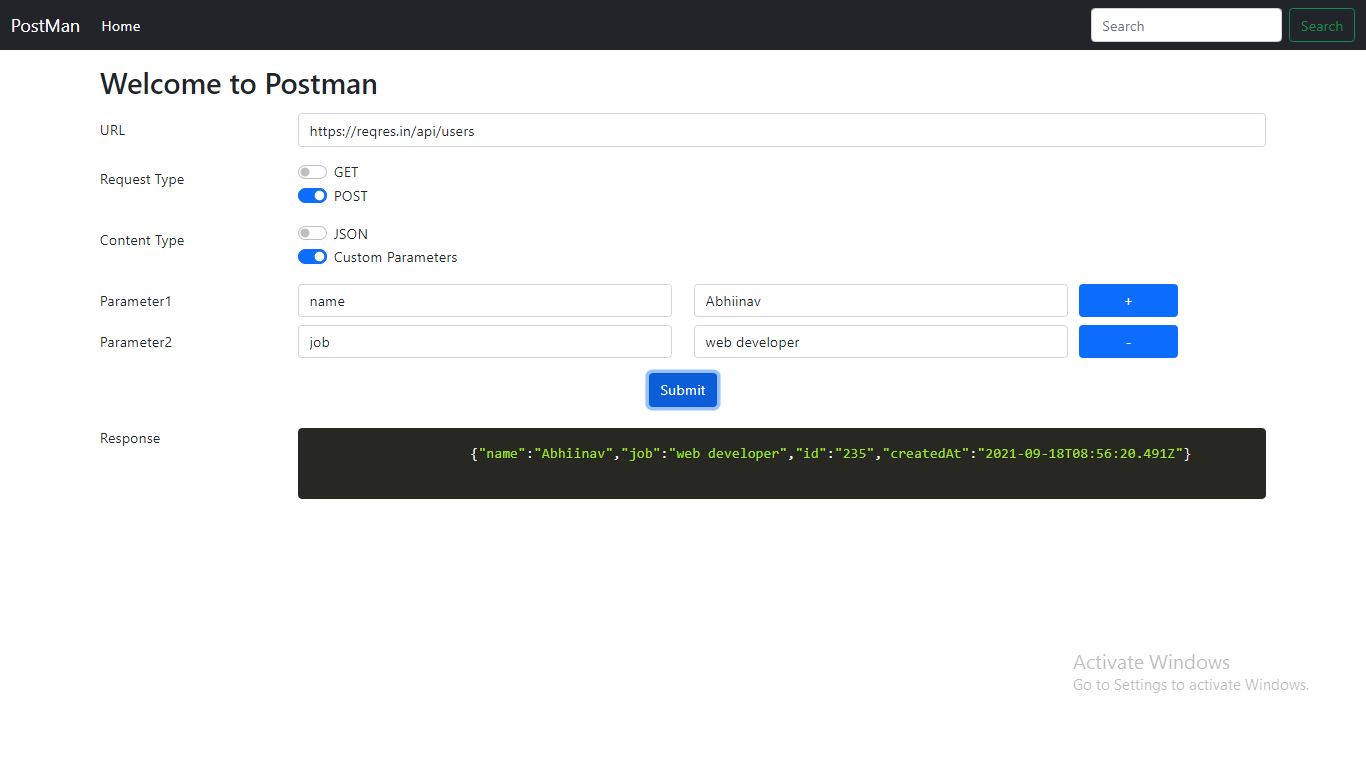 PostMan Home Search Search
Welcome to Postman
URL https://reqres.in/api/users
Request Type GET
POST
Content Type JSON
Custom Parameters
Parameter1 name Abhiinav +
Parameter2 job web developer -
Submit
Response {"name":"Abhiinav","job":"web developer","id":"235","createdAt":"2021-09-18T08:56:20.491Z"}
Activate Windows
Go to Settings to activate Windows.